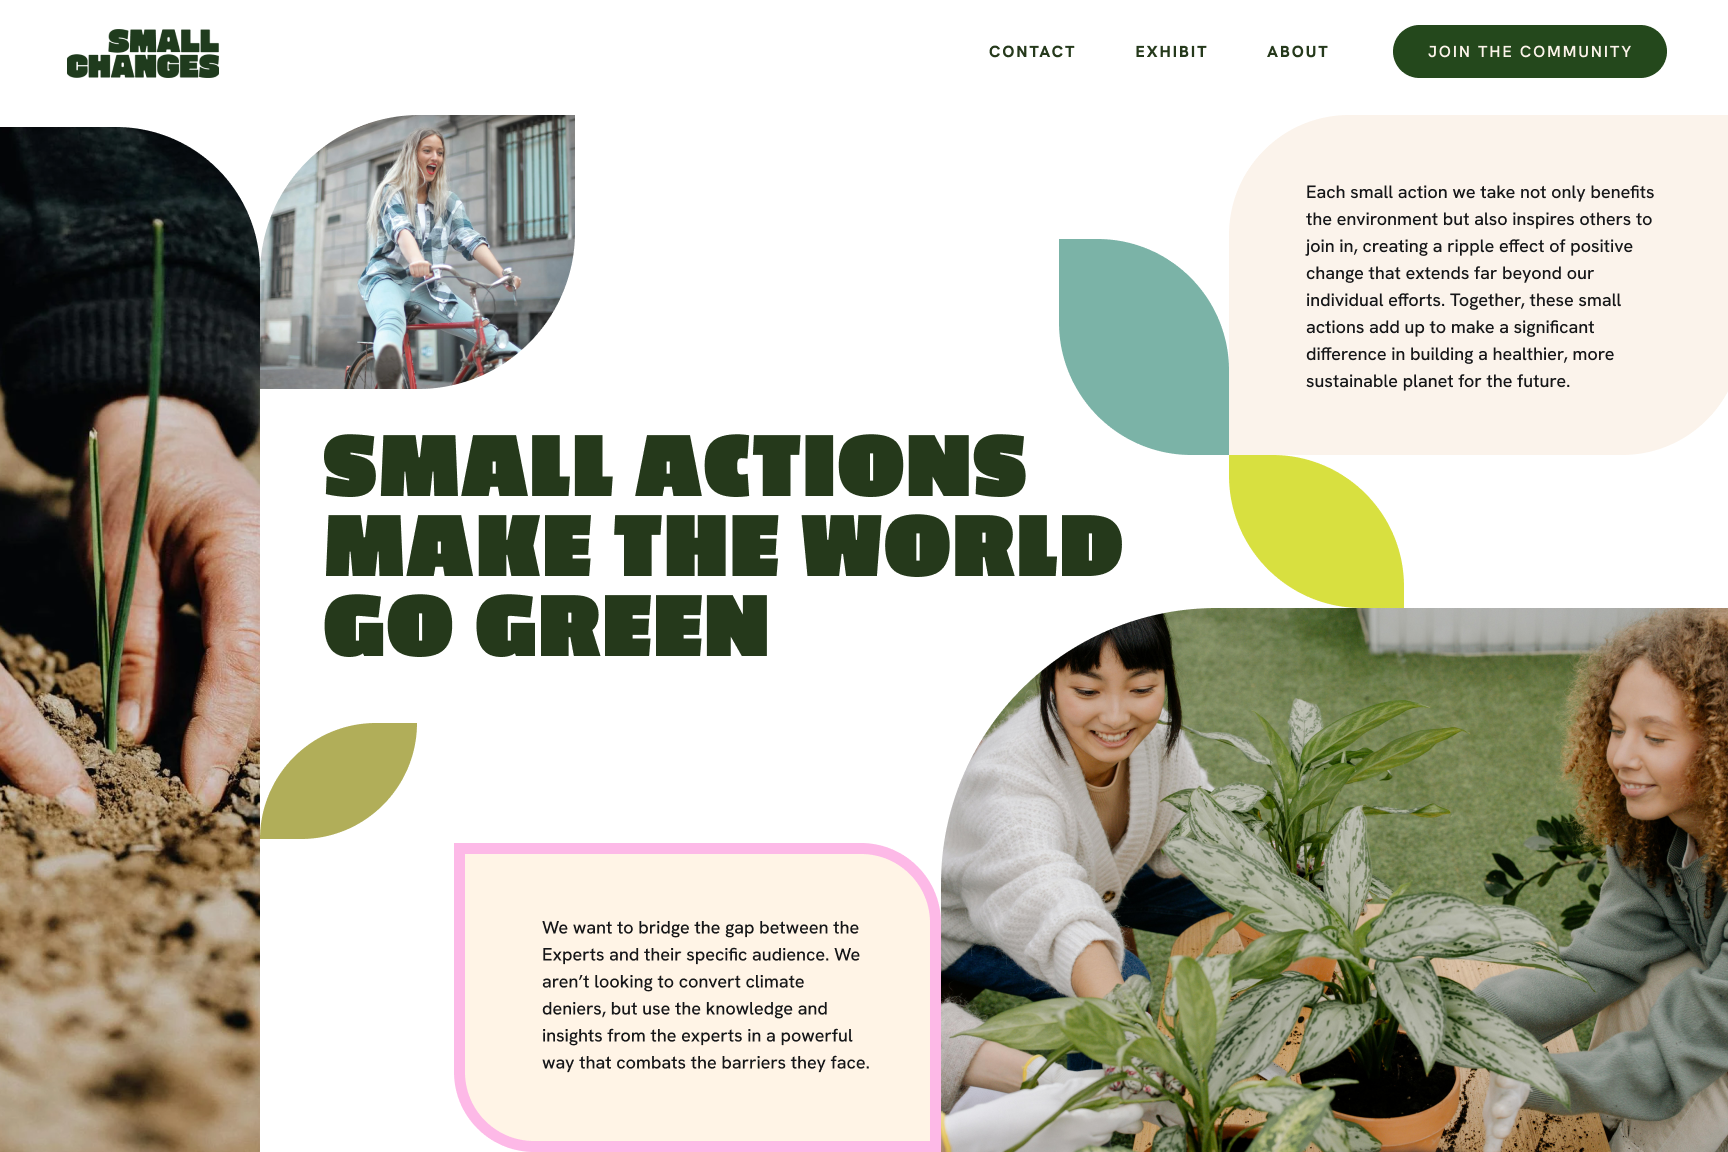 SMALL
CHANGES
CONTACT
EXHIBIT
ABOUT
JOIN THE COMMUNITY
Each small action we take not only benefits
the environment but also inspires others to
join in, creating a ripple effect of positive
change that extends far beyond our
individual efforts. Together, these small
actions add up to make a significant
difference in building a healthier, more
sustainable planet for the future.
SMALL ACTIONS
MAKE THE WORLD
GO GREEN
We want to bridge the gap between the
Experts and their specific audience. We
aren’t looking to convert climate
deniers, but use the knowledge and
insights from the experts in a powerful
way that combats the barriers they face.